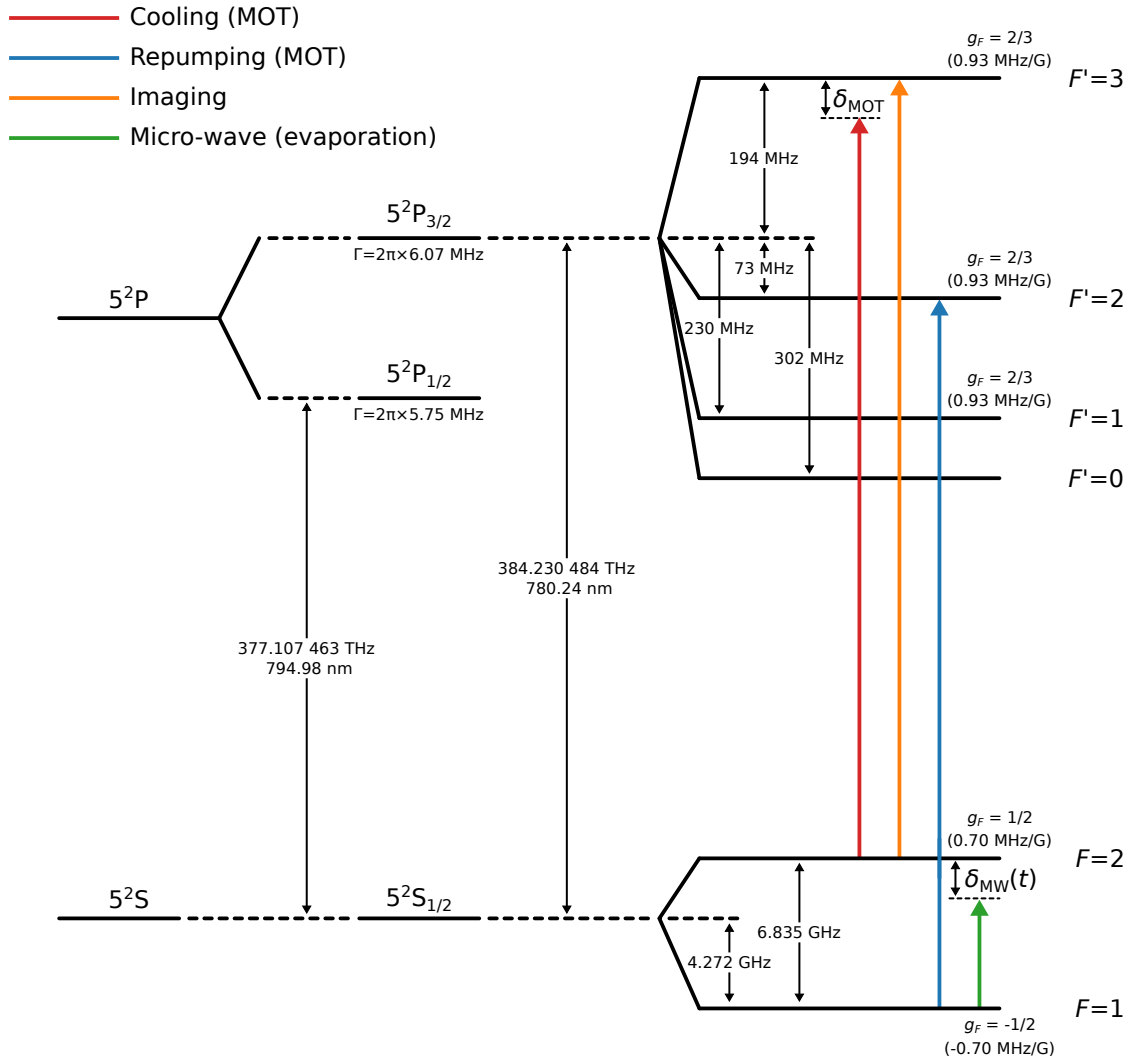 Cooling (MOT)
Repumping (MOT)
Imaging
Micro-wave (evaporation)
g_F = 2/3
(0.93 MHz/G)
F'=3
δ_MOT
194 MHz
5²P_3/2
Γ=2π×6.07 MHz
g_F = 2/3
(0.93 MHz/G)
73 MHz
5²P
F'=2
230 MHz
302 MHz
5²P_1/2
Γ=2π×5.75 MHz
g_F = 2/3
(0.93 MHz/G)
F'=1
F'=0
384.230 484 THz
780.24 nm
377.107 463 THz
794.98 nm
g_F = 1/2
(0.70 MHz/G)
F=2
δ_MW(t)
5²S
5²S_1/2
6.835 GHz
4.272 GHz
F=1
g_F = -1/2
(-0.70 MHz/G)